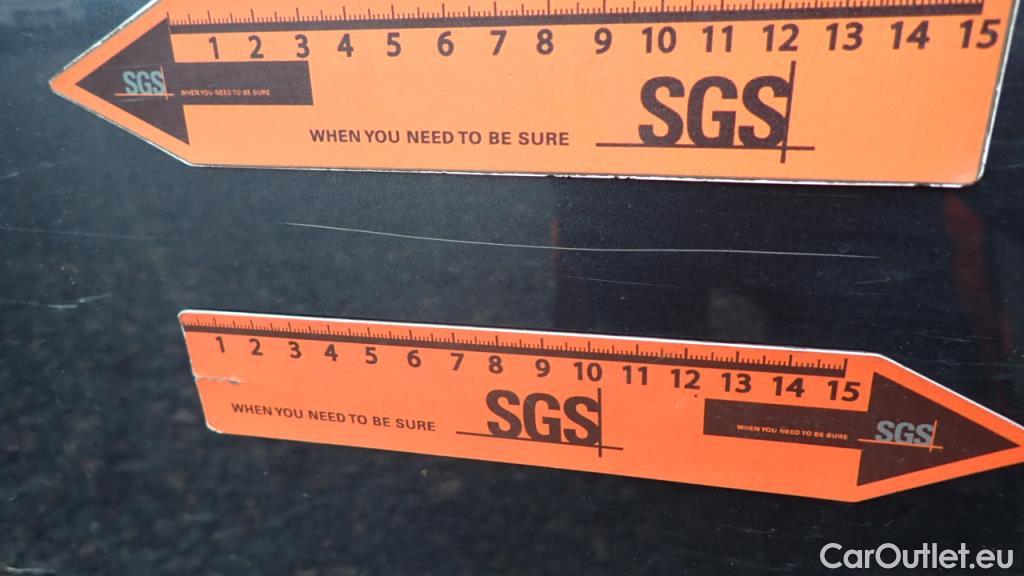 1 2 3 4 5 6 7 8 9 10 11 12 13 14 15
SGS WHEN YOU NEED TO BE SURE
WHEN YOU NEED TO BE SURE SGS
1 2 3 4 5 6 7 8 9 10 11 12 13 14 15
WHEN YOU NEED TO BE SURE SGS
WHEN YOU NEED TO BE SURE SGS
CarOutlet.eu